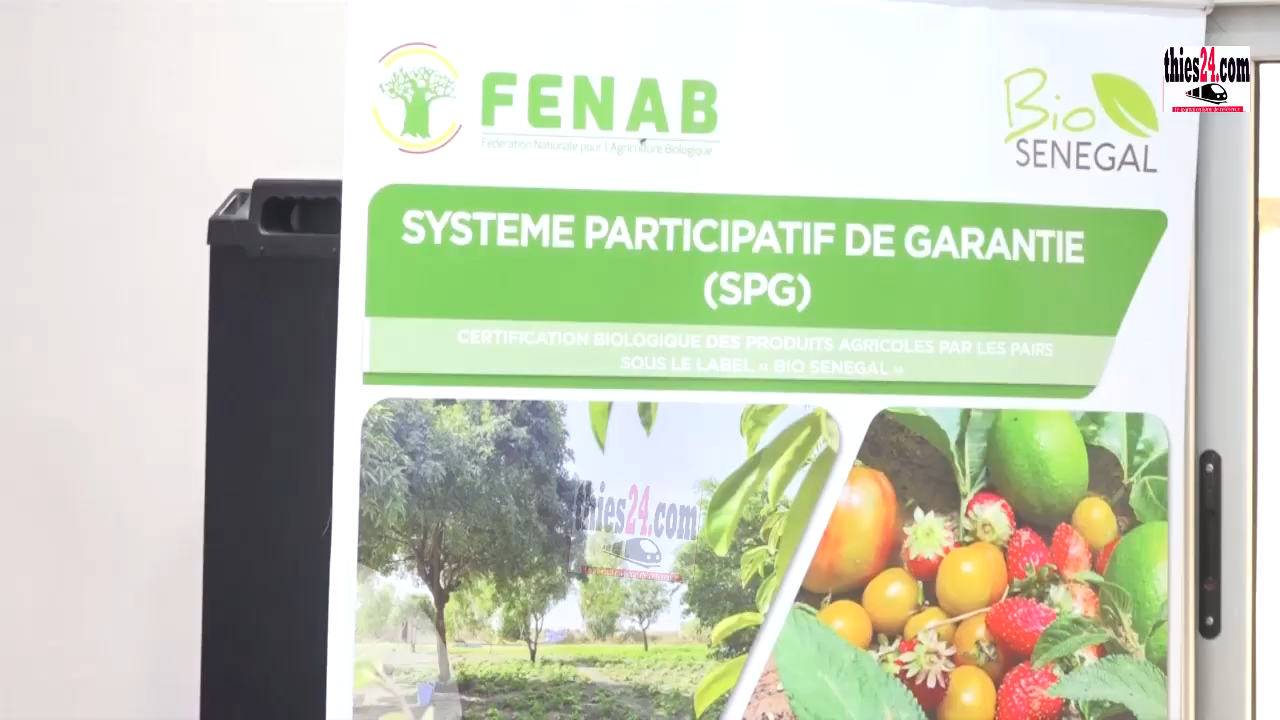 FENAB
Fédération Nationale pour l'Agriculture Biologique
Bio
SENEGAL
thies24.com
SYSTEME PARTICIPATIF DE GARANTIE
(SPG)
CERTIFICATION BIOLOGIQUE DES PRODUITS AGRICOLES PAR LES PAIRS
SOUS LE LABEL « BIO SENEGAL »
thies24.com